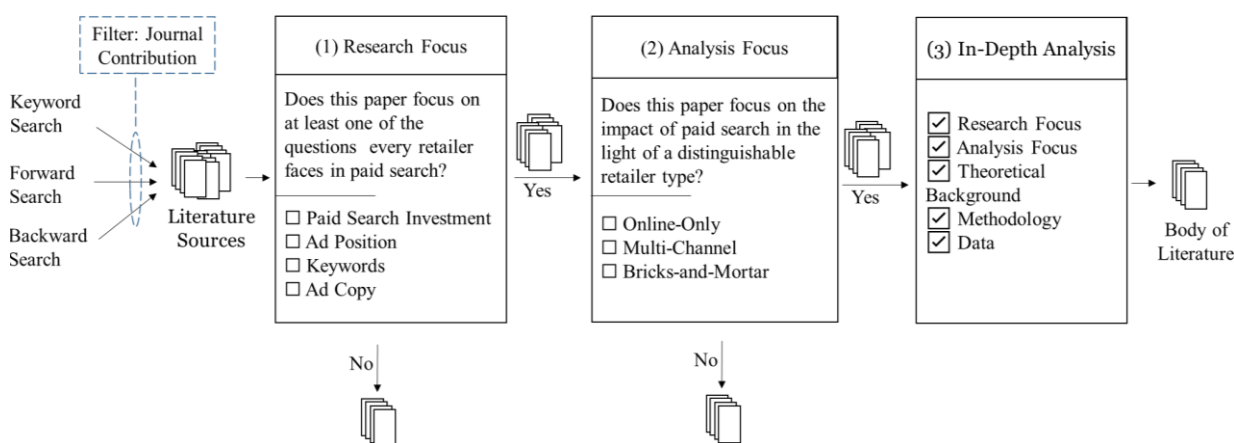 Filter: Journal
Contribution
Keyword
Search
Forward
Search
Backward
Search
Literature
Sources
(1) Research Focus
Does this paper focus on
at least one of the
questions every retailer
faces in paid search?
☐ Paid Search Investment
☐ Ad Position
☐ Keywords
☐ Ad Copy
No
Yes
(2) Analysis Focus
Does this paper focus on the
impact of paid search in the
light of a distinguishable
retailer type?
☐ Online-Only
☐ Multi-Channel
☐ Bricks-and-Mortar
No
Yes
(3) In-Depth Analysis
☑ Research Focus
☑ Analysis Focus
☑ Theoretical
Background
☑ Methodology
☑ Data
Body of
Literature